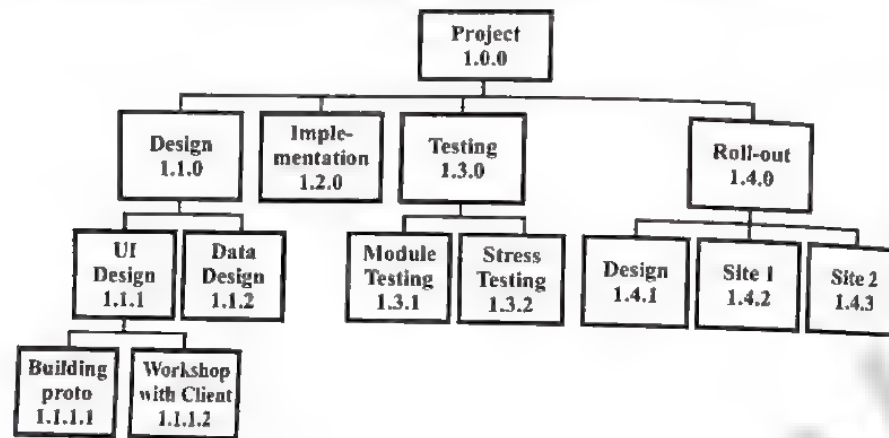 Project
1.0.0
Design
1.1.0
Imple-
mentation
1.2.0
Testing
1.3.0
Roll-out
1.4.0
UI
Design
1.1.1
Data
Design
1.1.2
Module
Testing
1.3.1
Stress
Testing
1.3.2
Design
1.4.1
Site 1
1.4.2
Site 2
1.4.3
Building
proto
1.1.1.1
Workshop
with Client
1.1.1.2